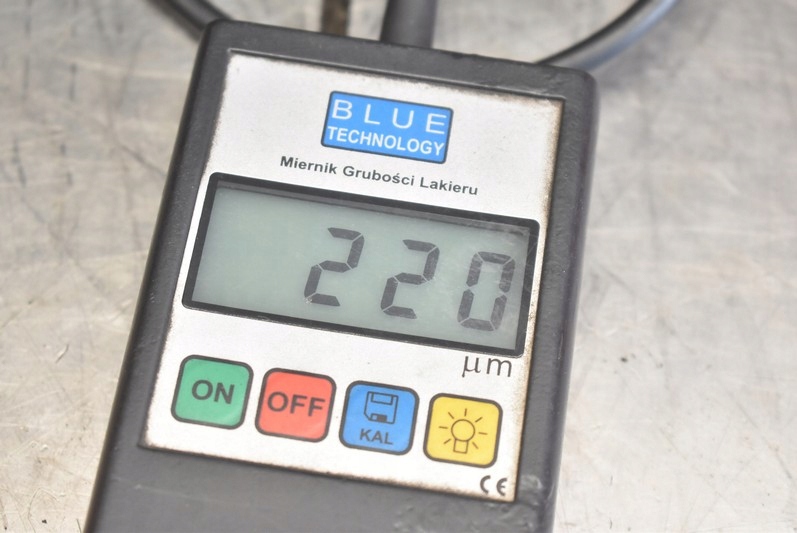 BLUE
TECHNOLOGY
Miernik Grubości Lakieru
220
µm
ON OFF KAL
CE